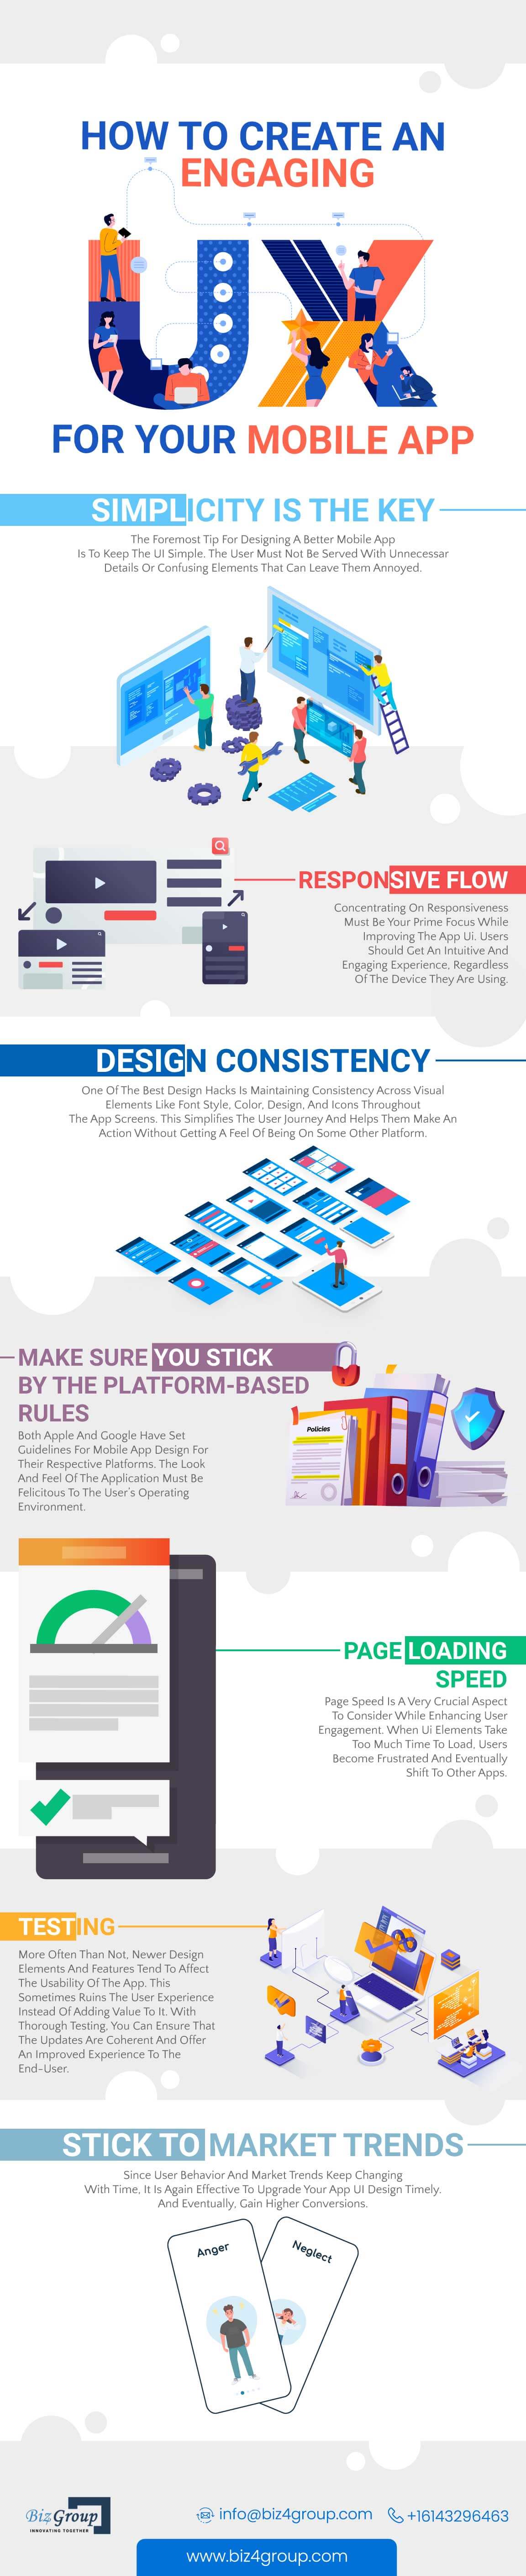 HOW TO CREATE AN
ENGAGING
UX
FOR YOUR MOBILE APP
SIMPLICITY IS THE KEY
The Foremost Tip For Designing A Better Mobile App
Is To Keep The UI Simple. The User Must Not Be Served With Unnecessar
Details Or Confusing Elements That Can Leave Them Annoyed.
RESPONSIVE FLOW
Concentrating On Responsiveness
Must Be Your Prime Focus While
Improving The App Ui. Users
Should Get An Intuitive And
Engaging Experience, Regardless
Of The Device They Are Using.
DESIGN CONSISTENCY
One Of The Best Design Hacks Is Maintaining Consistency Across Visual
Elements Like Font Style, Color, Design, And Icons Throughout
The App Screens. This Simplifies The User Journey And Helps Them Make An
Action Without Getting A Feel Of Being On Some Other Platform.
MAKE SURE YOU STICK
BY THE PLATFORM-BASED
RULES
Both Apple And Google Have Set
Guidelines For Mobile App Design For
Their Respective Platforms. The Look
And Feel Of The Application Must Be
Felicitous To The User's Operating
Environment.
Policies
PAGE LOADING
SPEED
Page Speed Is A Very Crucial Aspect
To Consider While Enhancing User
Engagement. When Ui Elements Take
Too Much Time To Load, Users
Become Frustrated And Eventually
Shift To Other Apps.
TESTING
More Often Than Not, Newer Design
Elements And Features Tend To Affect
The Usability Of The App. This
Sometimes Ruins The User Experience
Instead Of Adding Value To It. With
Thorough Testing, You Can Ensure That
The Updates Are Coherent And Offer
An Improved Experience To The
End-User.
STICK TO MARKET TRENDS
Since User Behavior And Market Trends Keep Changing
With Time, It Is Again Effective To Upgrade Your App UI Design Timely.
And Eventually, Gain Higher Conversions.
Anger
Neglect
Biz Group
INNOVATING TOGETHER
info@biz4group.com
+16143296463
www.biz4group.com